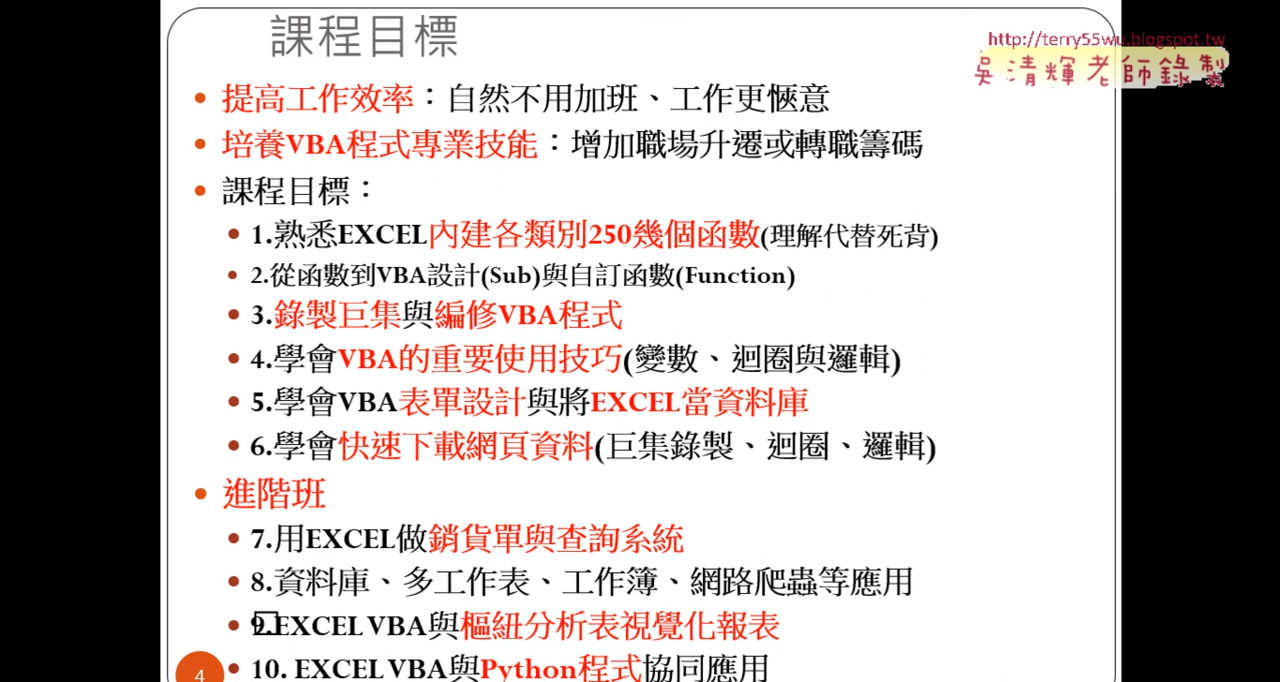 課程目標
http://terry55wu.blogspot.tw
吳清輝老師錄製
提高工作效率：自然不用加班、工作更愜意
培養VBA程式專業技能：增加職場升遷或轉職籌碼
課程目標：
1.熟悉EXCEL內建各類別250幾個函數(理解代替死背)
2.從函數到VBA設計(Sub)與自訂函數(Function)
3.錄製巨集與編修VBA程式
4.學會VBA的重要使用技巧(變數、迴圈與邏輯)
5.學會VBA表單設計與將EXCEL當資料庫
6.學會快速下載網頁資料(巨集錄製、迴圈、邏輯)
進階班
7.用EXCEL做銷貨單與查詢系統
8.資料庫、多工作表、工作簿、網路爬蟲等應用
9.EXCEL VBA與樞紐分析表視覺化報表
10. EXCEL VBA與Python程式協同應用
4